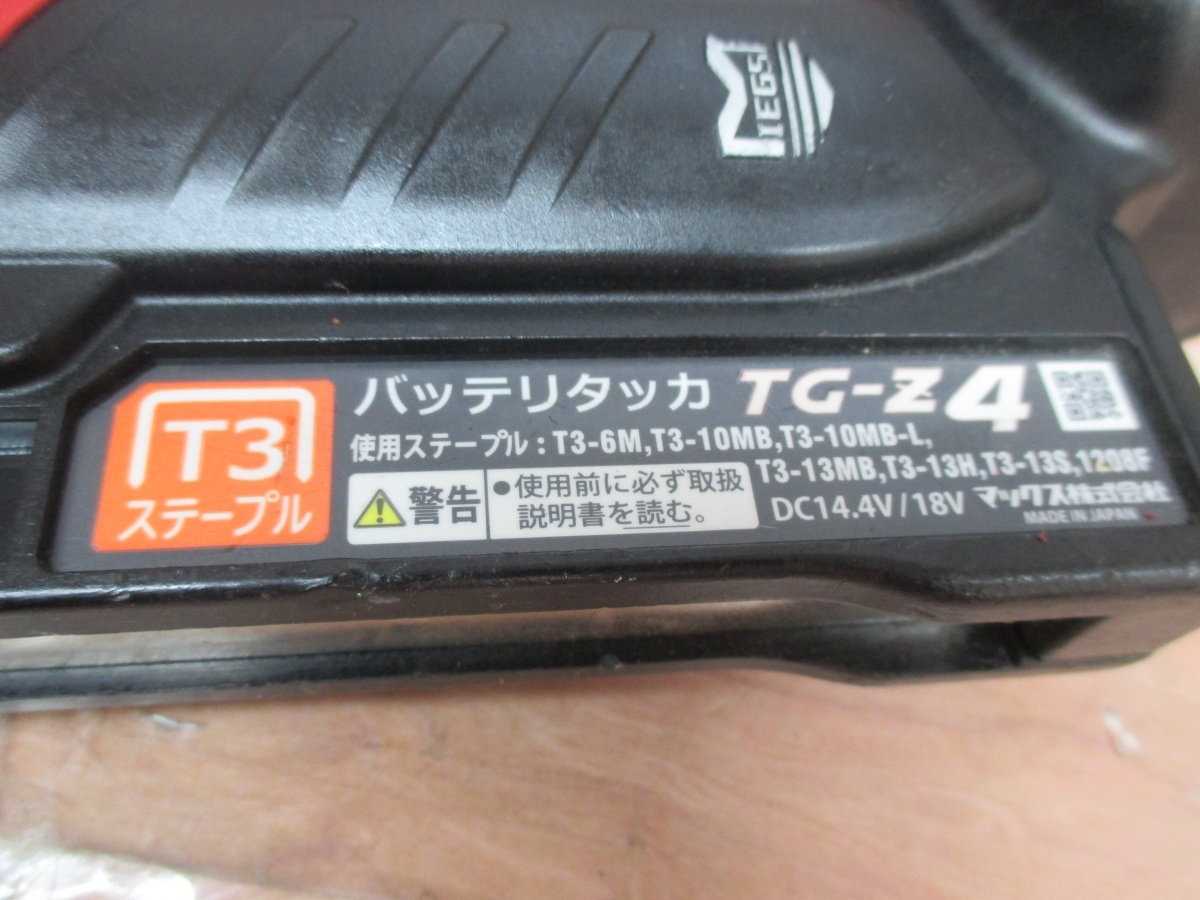 IEGS
T3
ステープル
バッテリタッカ TG-Z4
使用ステープル：T3-6M,T3-10MB,T3-10MB-L,
T3-13MB,T3-13H,T3-13S,1208F
警告
●使用前に必ず取扱
説明書を読む。
DC14.4V/18V マックス株式会社
MADE IN JAPAN